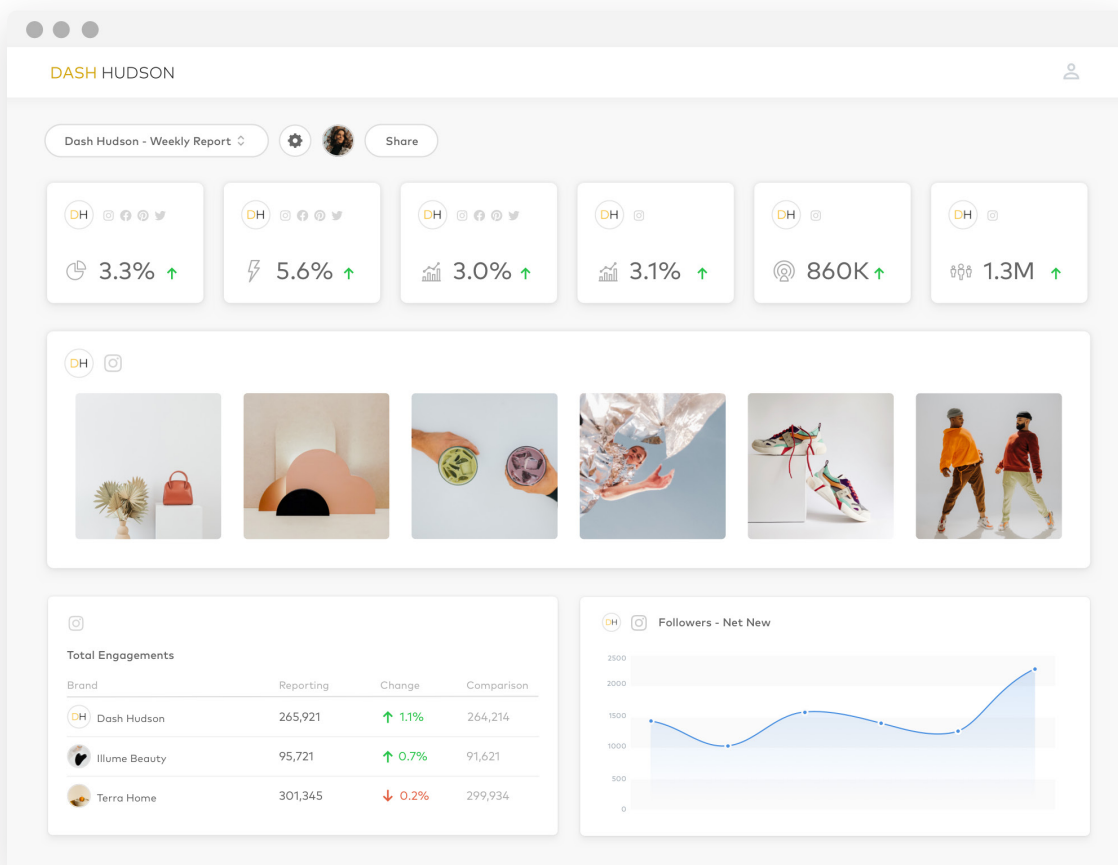 DASH HUDSON
Dash Hudson - Weekly Report
Share
DH
DH
DH
DH
DH
DH
3.3%
5.6%
3.0%
3.1%
860K
1.3M
DH
Total Engagements
Brand Reporting Change Comparison
DH Dash Hudson 265,921 1.1% 264,214
Illume Beauty 95,721 0.7% 91,621
Terra Home 301,345 0.2% 299,934
DH Followers - Net New
2500
2000
1500
1000
500
0